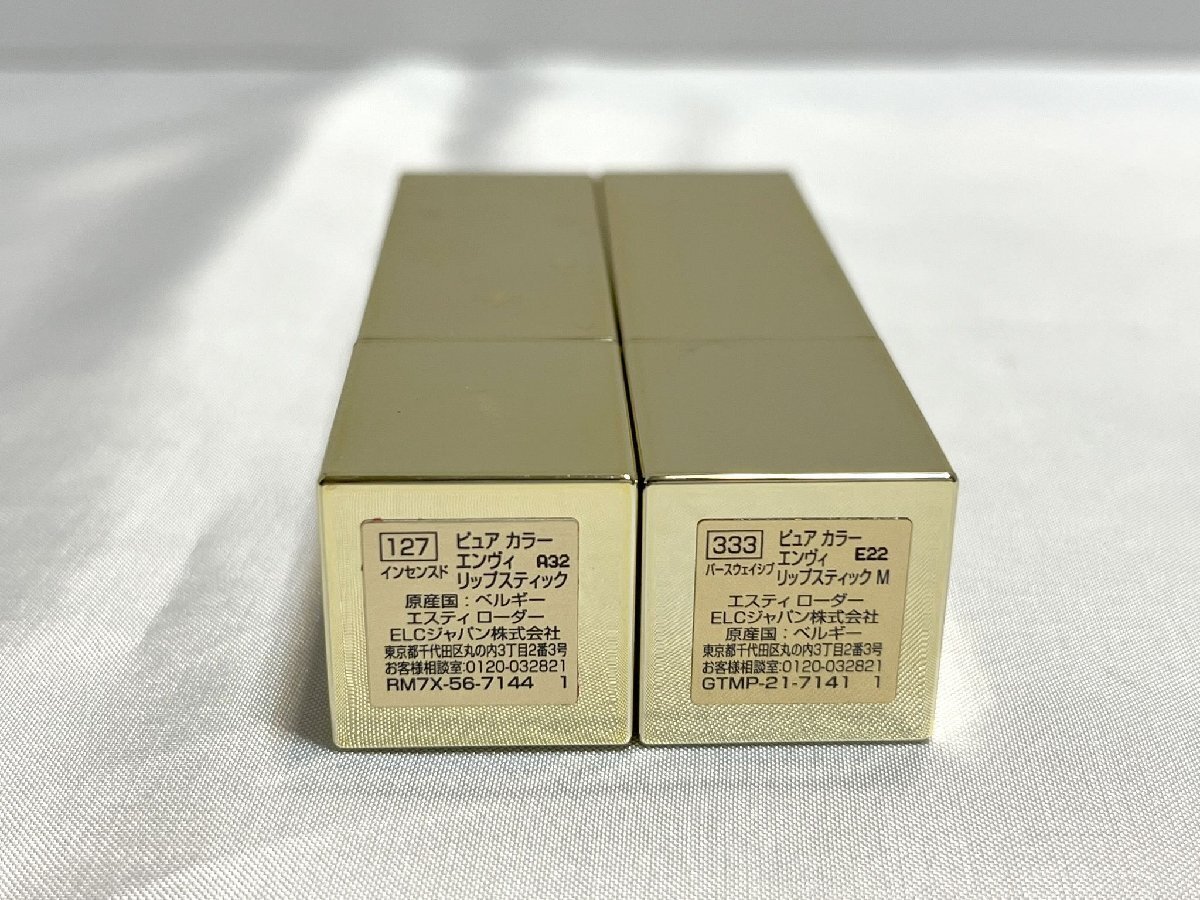 127 ピュア カラー
エンヴィ A32
インセンスド リップスティック
原産国：ベルギー
エスティ ローダー
ELCジャパン株式会社
東京都千代田区丸の内3丁目2番3号
お客様相談室:0120-032821
RM7X-56-7144 1
333 ピュア カラー
エンヴィ E22
パースウェイシブ リップスティック M
エスティ ローダー
ELCジャパン株式会社
原産国：ベルギー
東京都千代田区丸の内3丁目2番3号
お客様相談室:0120-032821
GTMP-21-7141 1